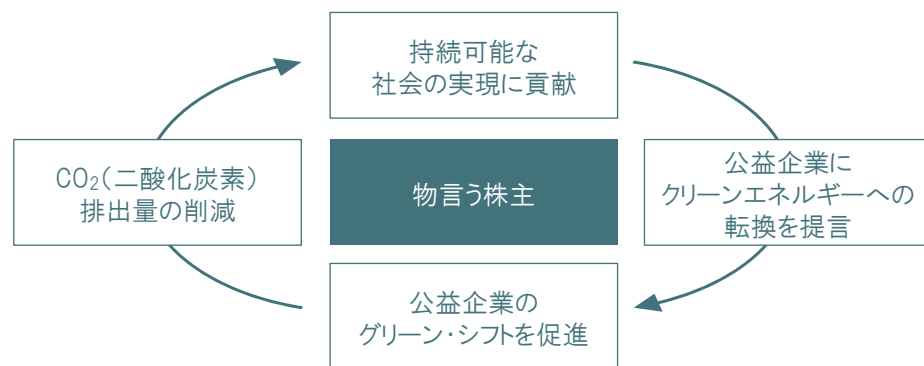 持続可能な
社会の実現に貢献
CO₂(二酸化炭素)
排出量の削減
物言う株主
公益企業に
クリーンエネルギーへの
転換を提言
公益企業の
グリーン・シフトを促進